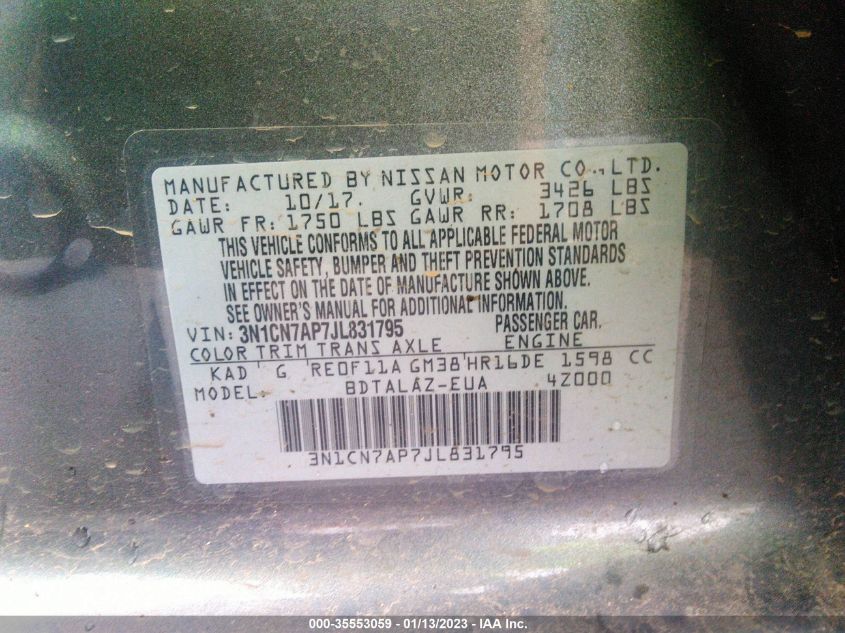 MANUFACTURED BY NISSAN MOTOR CO., LTD.
DATE: 10/17. GVWR: 3426 LBS
GAWR FR: 1750 LBS GAWR RR: 1708 LBS
THIS VEHICLE CONFORMS TO ALL APPLICABLE FEDERAL MOTOR
VEHICLE SAFETY, BUMPER AND THEFT PREVENTION STANDARDS
IN EFFECT ON THE DATE OF MANUFACTURE SHOWN ABOVE.
SEE OWNER'S MANUAL FOR ADDITIONAL INFORMATION.
VIN: 3N1CN7AP7JL831795 PASSENGER CAR.
COLOR TRIM TRANS AXLE ENGINE
KAD G RE0F11A GM38 HR16DE 1598 CC
MODEL: BDTALAZ-EUA 4Z000
3N1CN7AP7JL831795
000-35553059 - 01/13/2023 - IAA Inc.